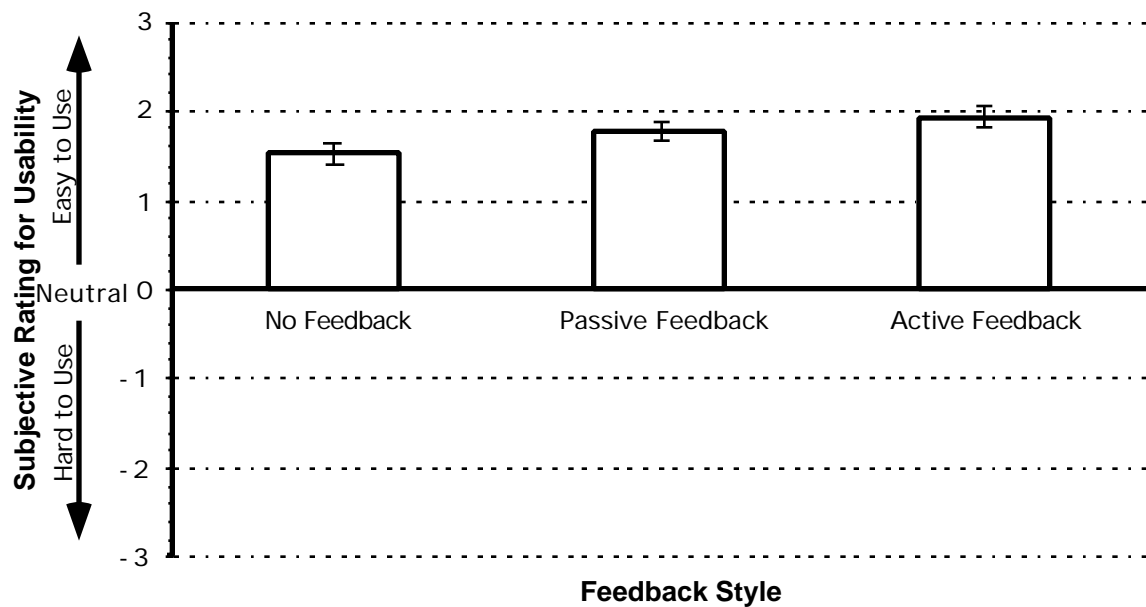 Subjective Rating for Usability
Easy to Use
Hard to Use
3
2
1
Neutral 0
-1
-2
-3
No Feedback
Passive Feedback
Active Feedback
Feedback Style